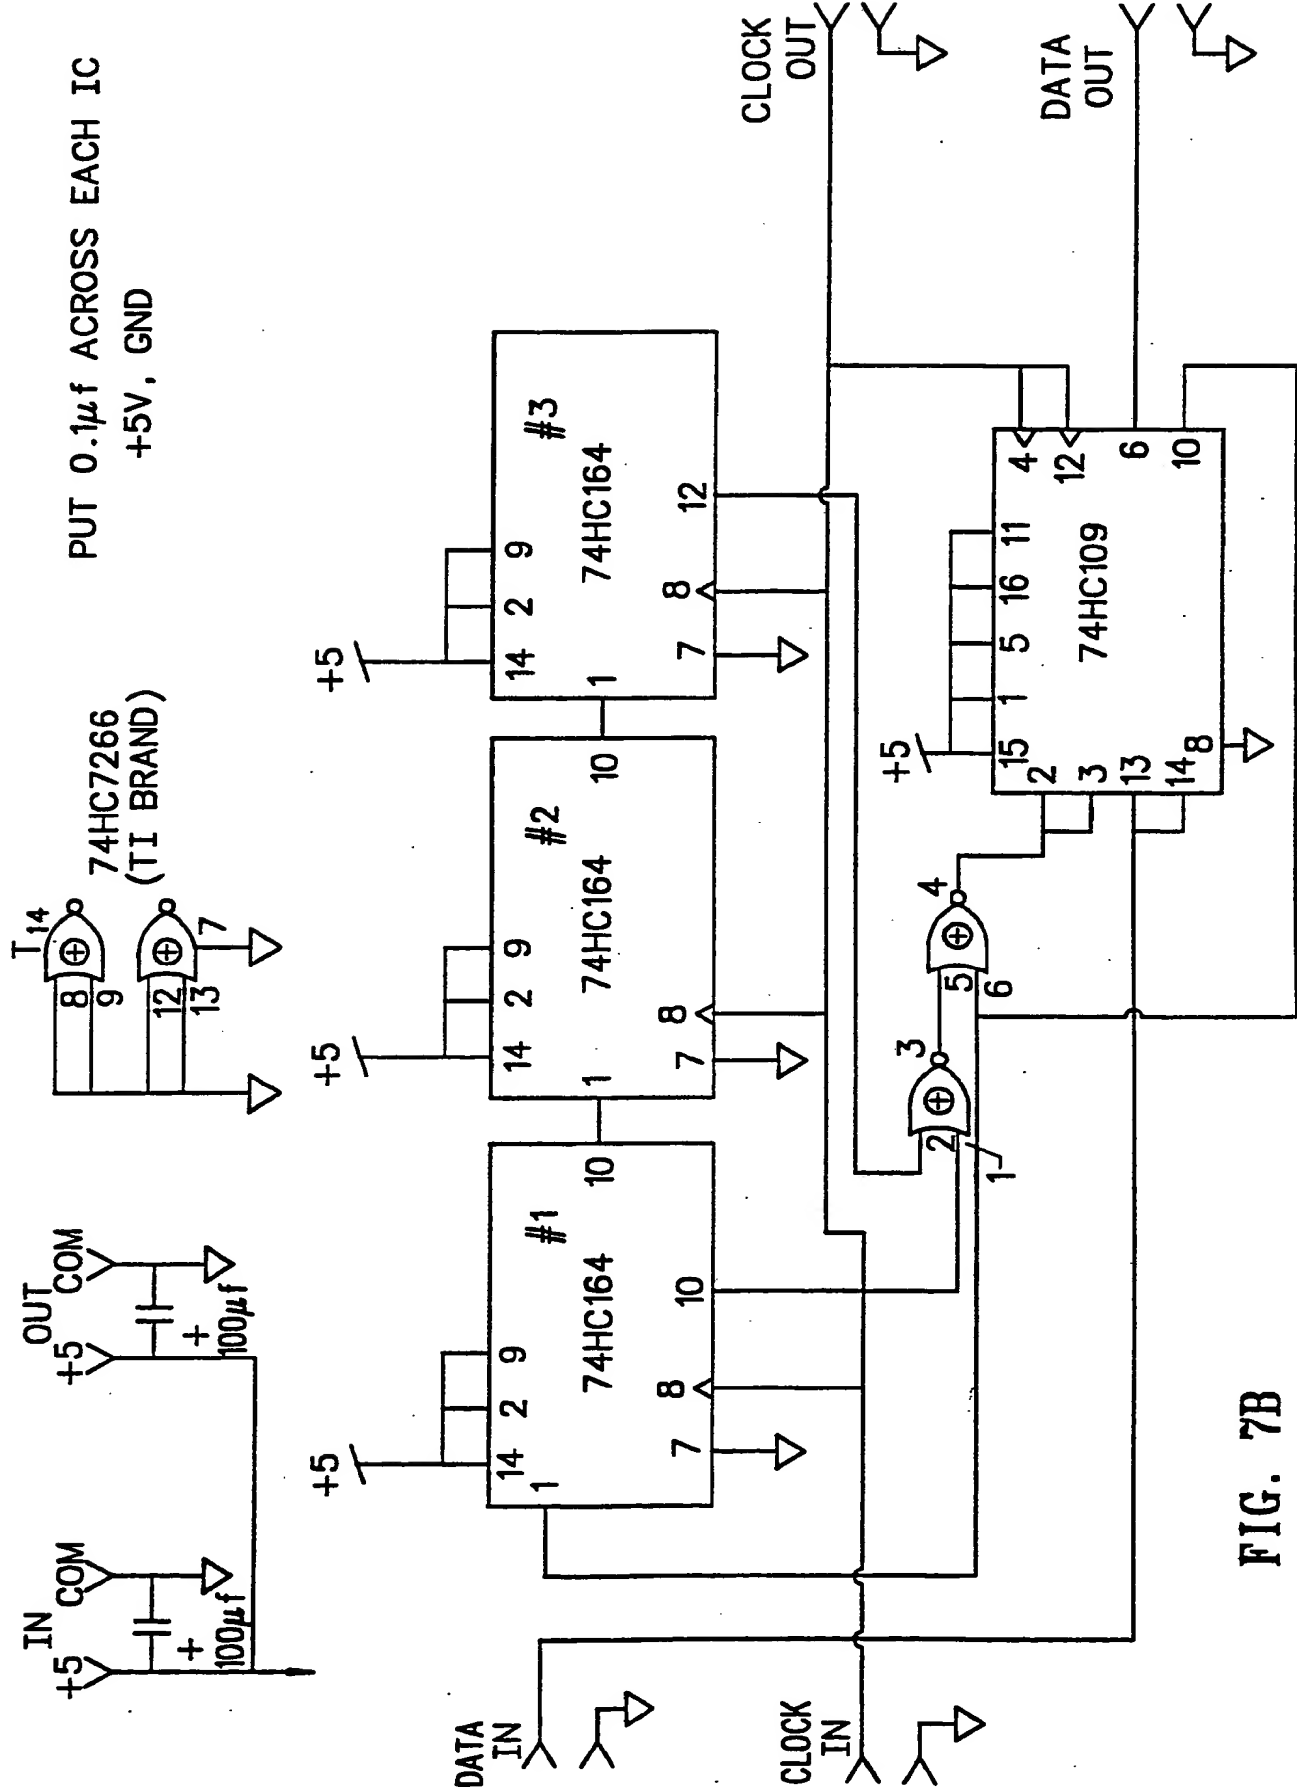 PUT 0.1μf ACROSS EACH IC
+5V, GND
IN
+5
COM
+
100μf
OUT
+5
COM
+
100μf
14
8
9
12
13
7
74HC7266
(TI BRAND)
+5
14
2
9
1
#1
74HC164
10
7
8
10
+5
14
2
9
1
#2
74HC164
10
7
8
+5
14
2
9
1
#3
74HC164
7
8
12
DATA
IN
CLOCK
IN
2
1
3
5
6
4
+5
15
1
5
16
11
2
3
13
14
8
74HC109
4
12
6
10
CLOCK
OUT
DATA
OUT
FIG. 7B